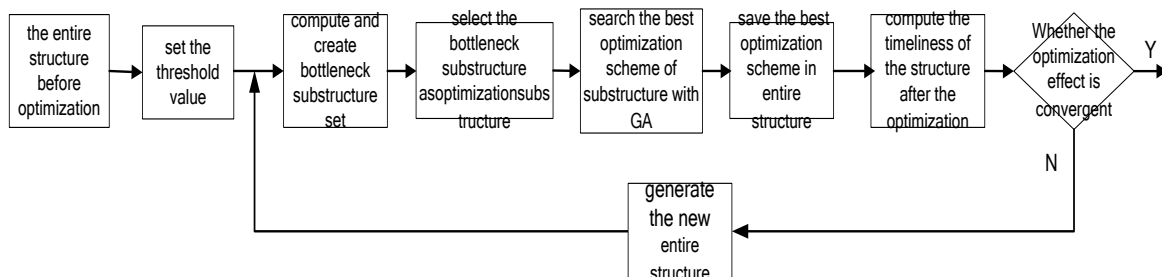 the entire
structure
before
optimization
set the
threshold
value
compute and
create
bottleneck
substructure
set
select the
bottleneck
substructure
asoptimizationsubs
tructure
search the best
optimization
scheme of
substructure with
GA
save the best
optimization
scheme in
entire
structure
compute the
timeliness of
the structure
after the
optimization
Whether the
optimization
effect is
convergent
Y
N
generate
the new
entire
structure